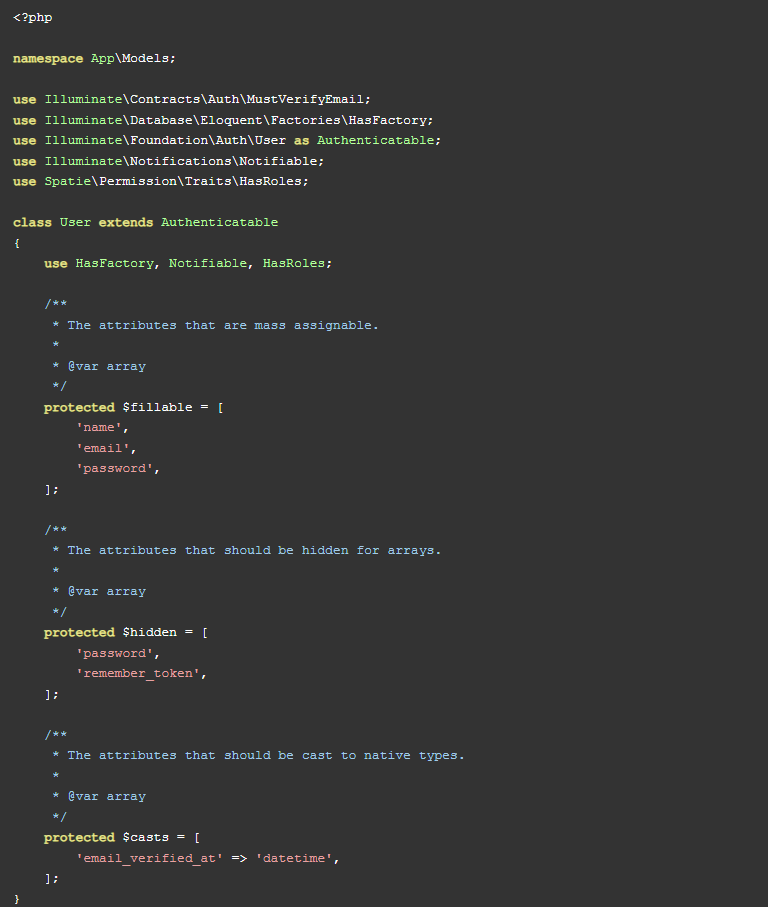 <?php
namespace App\Models;
use Illuminate\Contracts\Auth\MustVerifyEmail;
use Illuminate\Database\Eloquent\Factories\HasFactory;
use Illuminate\Foundation\Auth\User as Authenticatable;
use Illuminate\Notifications\Notifiable;
use Spatie\Permission\Traits\HasRoles;
class User extends Authenticatable
{
    use HasFactory, Notifiable, HasRoles;
    /**
     * The attributes that are mass assignable.
     *
     * @var array
     */
    protected $fillable = [
        'name',
        'email',
        'password',
    ];
    /**
     * The attributes that should be hidden for arrays.
     *
     * @var array
     */
    protected $hidden = [
        'password',
        'remember_token',
    ];
    /**
     * The attributes that should be cast to native types.
     *
     * @var array
     */
    protected $casts = [
        'email_verified_at' => 'datetime',
    ];
}